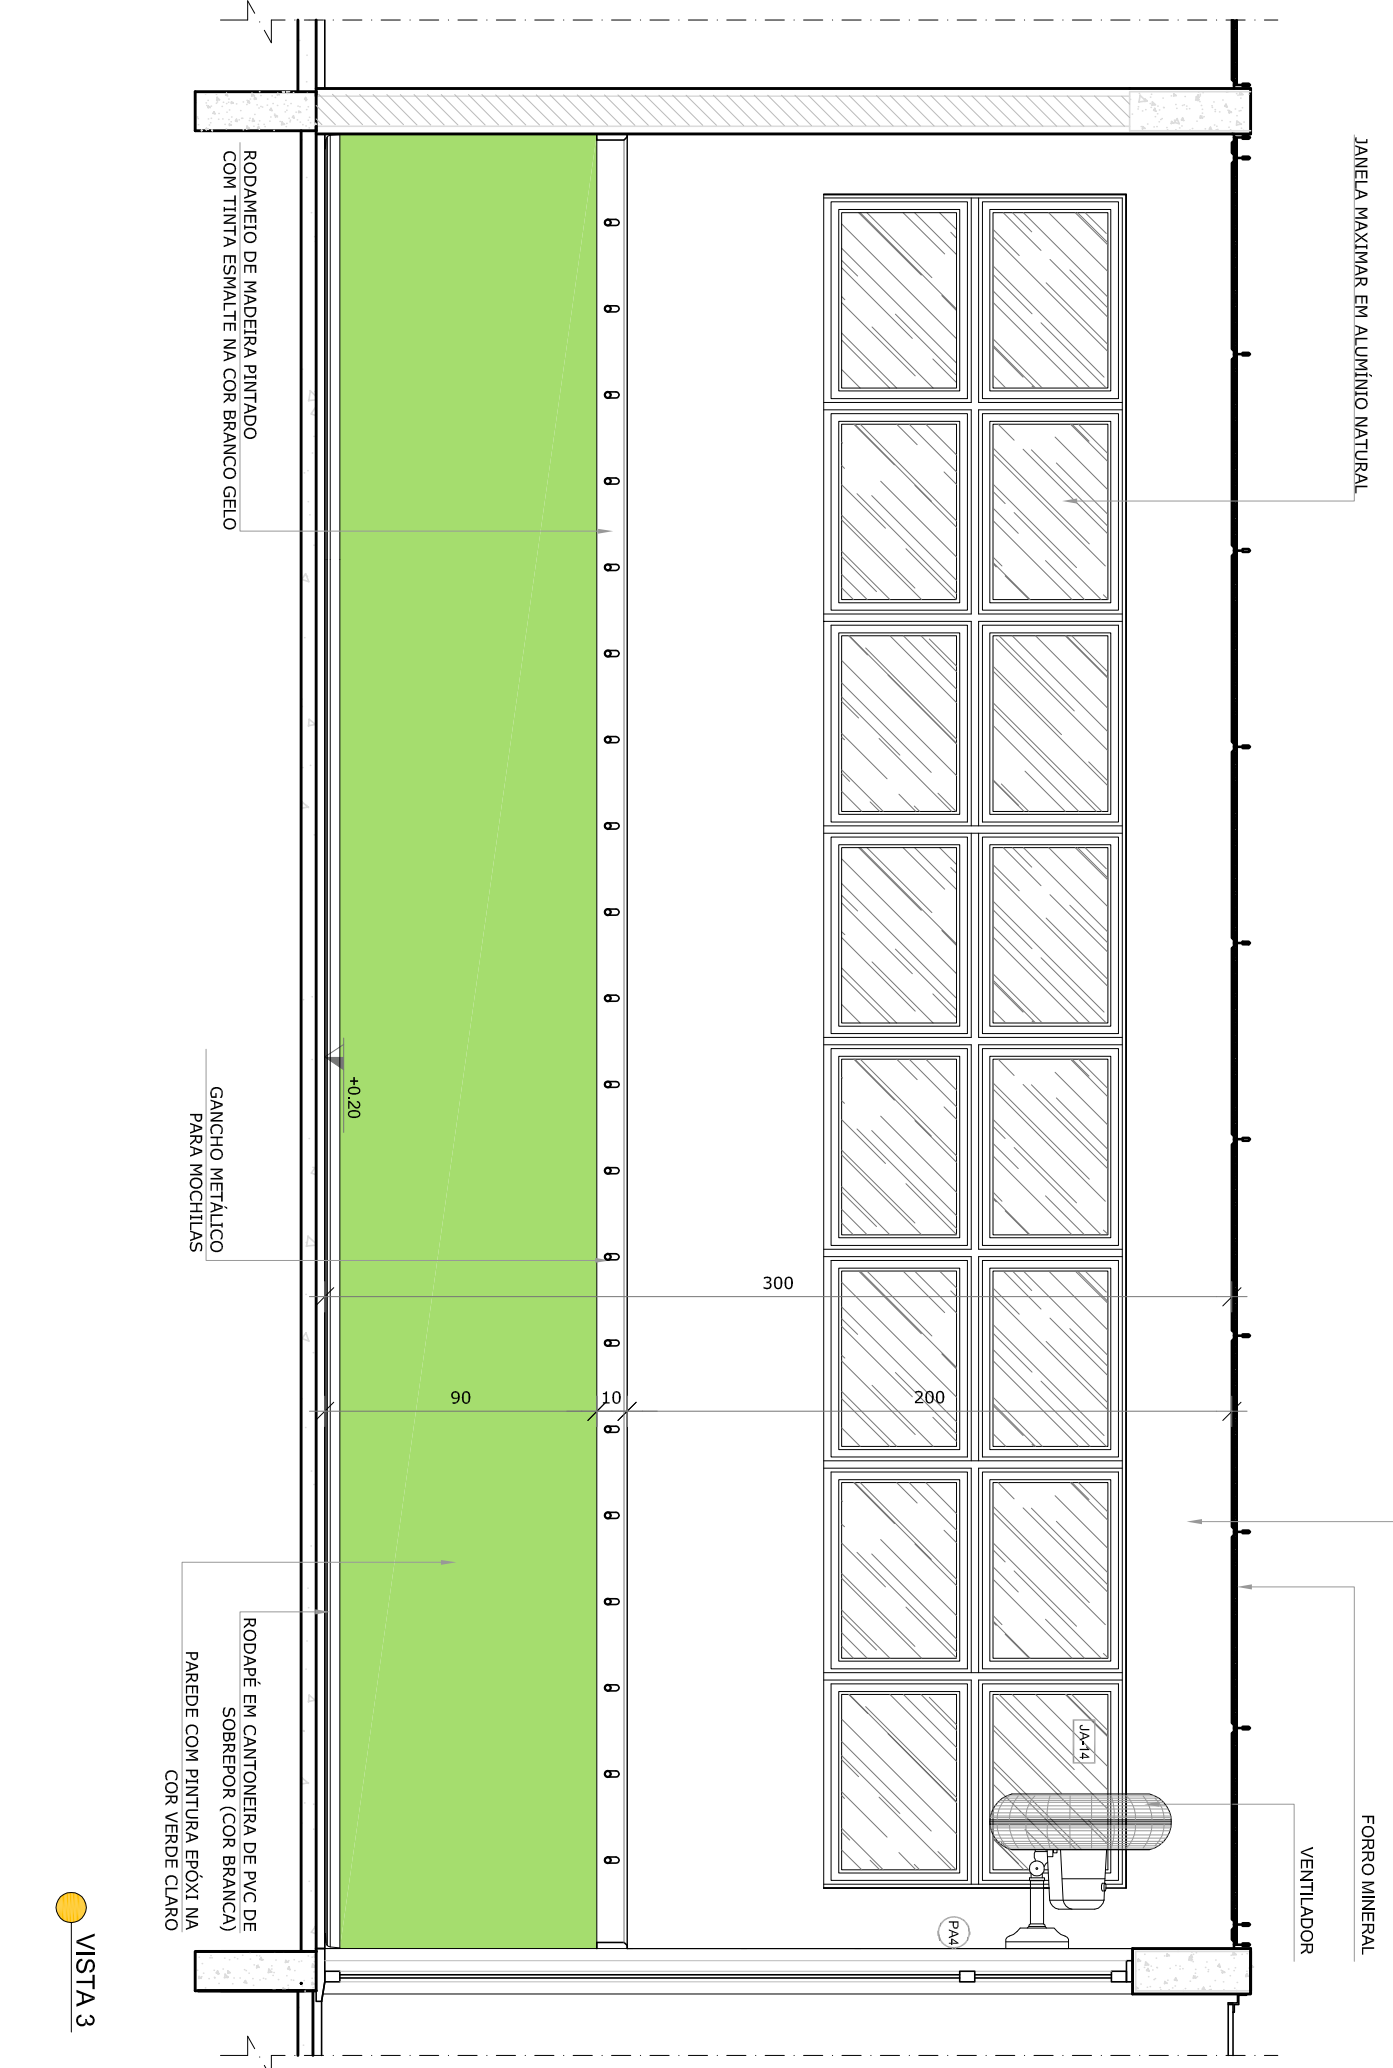 JANELA MAXIMAR EM ALUMÍNIO NATURAL
FORRO MINERAL
VENTILADOR
JA-14
PA4
300
90
10
200
+0.20
RODAMEIO DE MADEIRA PINTADO
COM TINTA ESMALTE NA COR BRANCO GELO
GANCHO METÁLICO
PARA MOCHILAS
RODAPÉ EM CANTONEIRA DE PVC DE
SOBREPOR (COR BRANCA)
PAREDE COM PINTURA EPÓXI NA
COR VERDE CLARO
VISTA 3